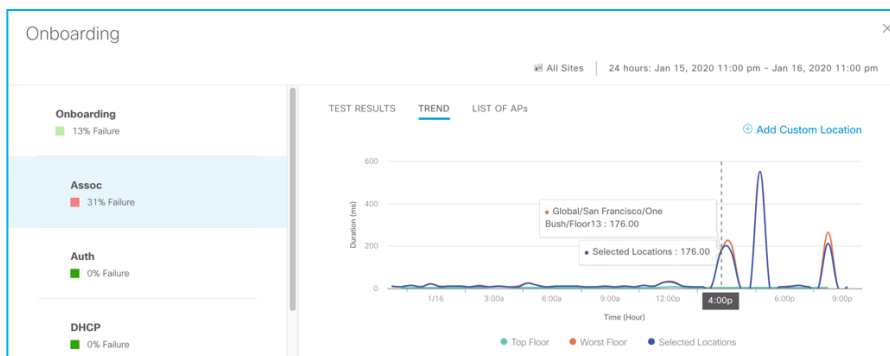 Onboarding
All Sites
24 hours: Jan 15, 2020 11:00 pm - Jan 16, 2020 11:00 pm
Onboarding
13% Failure
Assoc
31% Failure
Auth
0% Failure
DHCP
0% Failure
TEST RESULTS TREND LIST OF APs
Add Custom Location
600
400
200
0
Duration (ms)
Global/San Francisco/One
Bush/Floor13 : 176.00
Selected Locations : 176.00
1/16 3:00a 6:00a 9:00a 12:00p 4:00p 6:00p 9:00p
Time (Hour)
Top Floor Worst Floor Selected Locations